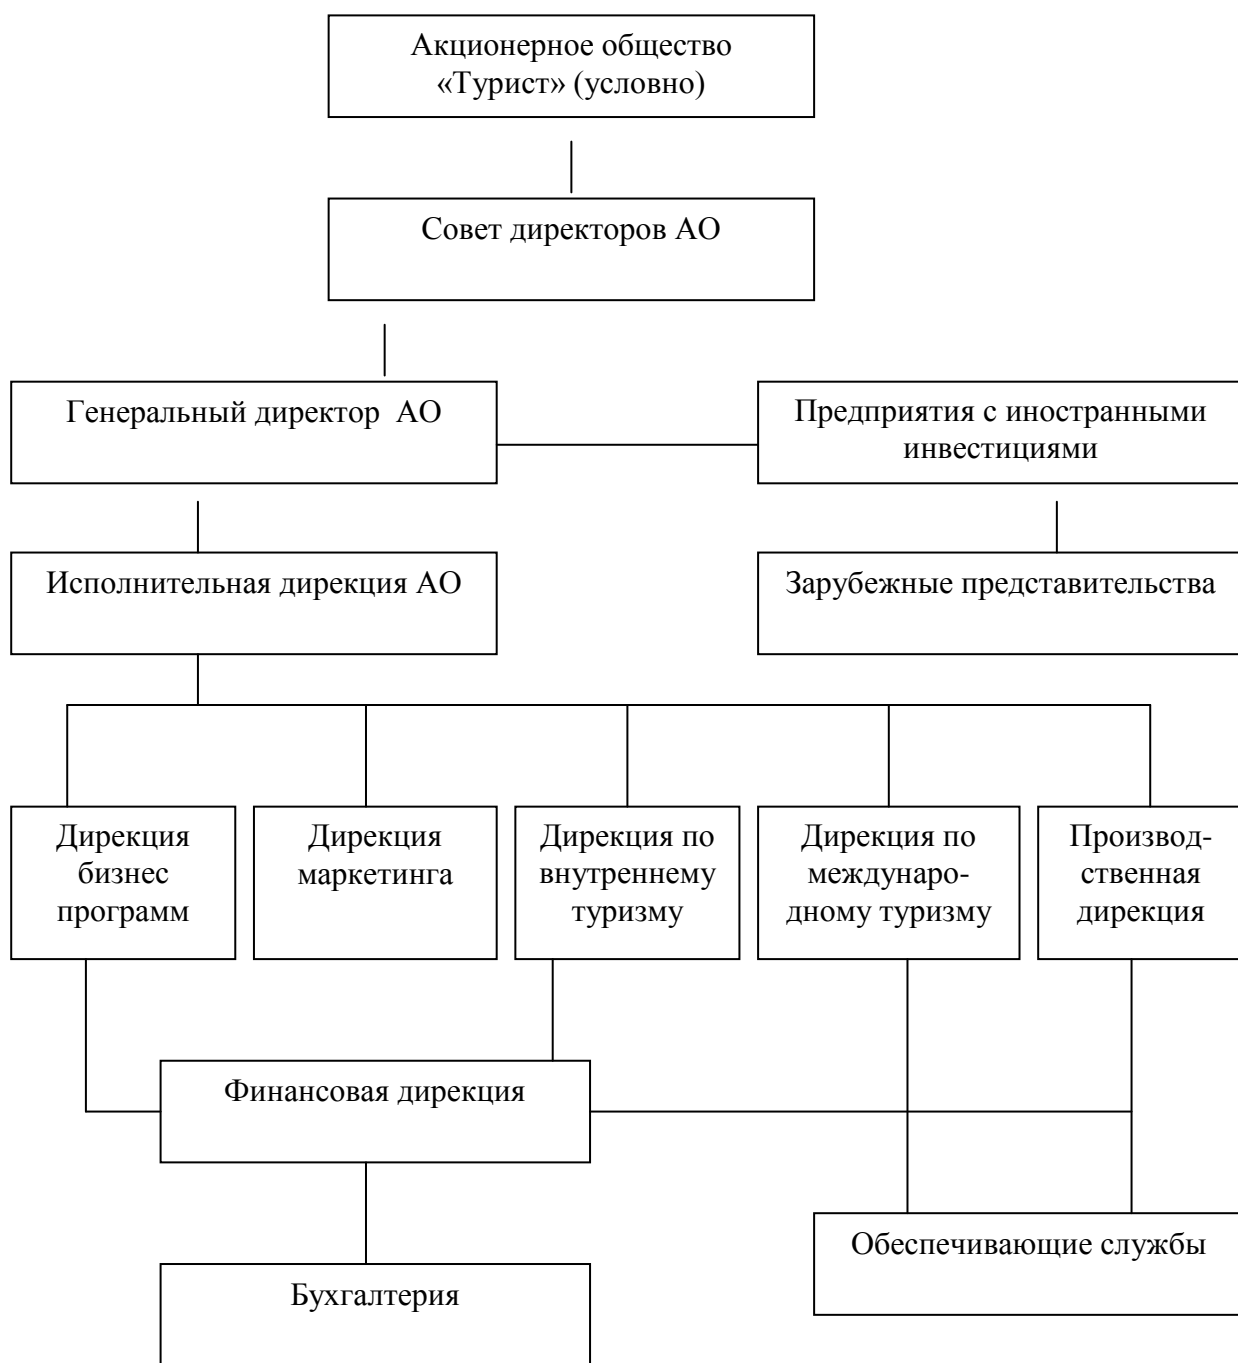 Акционерное общество
«Турист» (условно)
Совет директоров АО
Генеральный директор  АО
Предприятия с иностранными
инвестициями
Исполнительная дирекция АО
Зарубежные представительства
Дирекция
бизнес
программ
Дирекция
маркетинга
Дирекция по
внутреннему
туризму
Дирекция по
междунаро-
дному туризму
Производ-
ственная
дирекция
Финансовая дирекция
Обеспечивающие службы
Бухгалтерия